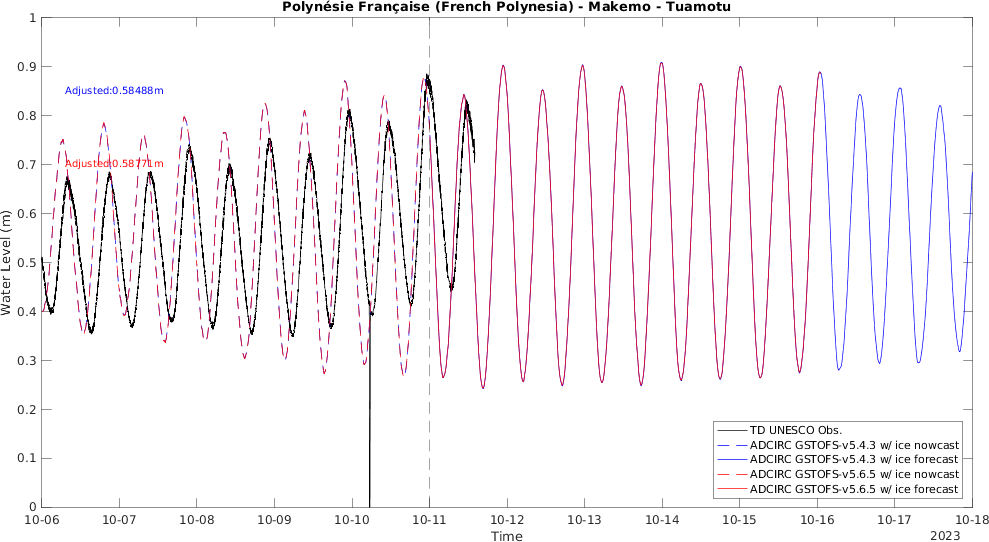 Polynésie Française (French Polynesia) - Makemo - Tuamotu
1
0.9
0.8
0.7
0.6
0.5
0.4
0.3
0.2
0.1
0
Water Level (m)
Adjusted:0.58488m
Adjusted:0.58771m
TD UNESCO Obs.
ADCIRC GSTOFS-v5.4.3 w/ ice nowcast
ADCIRC GSTOFS-v5.4.3 w/ ice forecast
ADCIRC GSTOFS-v5.6.5 w/ ice nowcast
ADCIRC GSTOFS-v5.6.5 w/ ice forecast
10-06 10-07 10-08 10-09 10-10 10-11 10-12 10-13 10-14 10-15 10-16 10-17 10-18
Time
2023